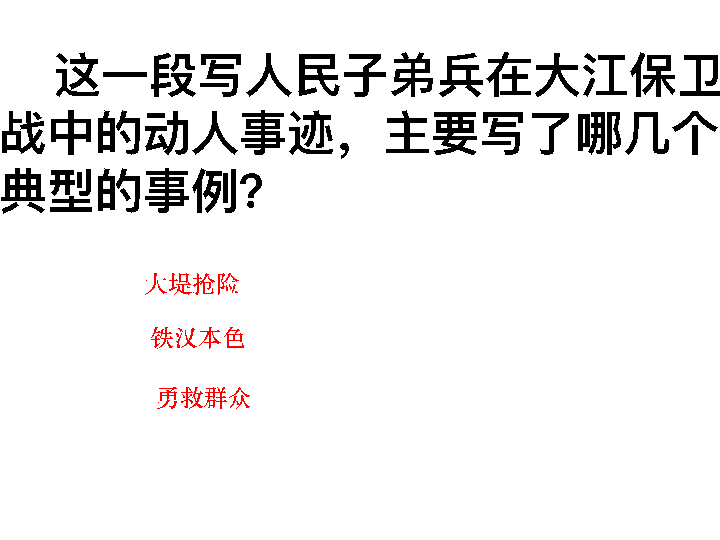 这一段写人民子弟兵在大江保卫
战中的动人事迹，主要写了哪几个
典型的事例？
大堤抢险
铁汉本色
勇救群众